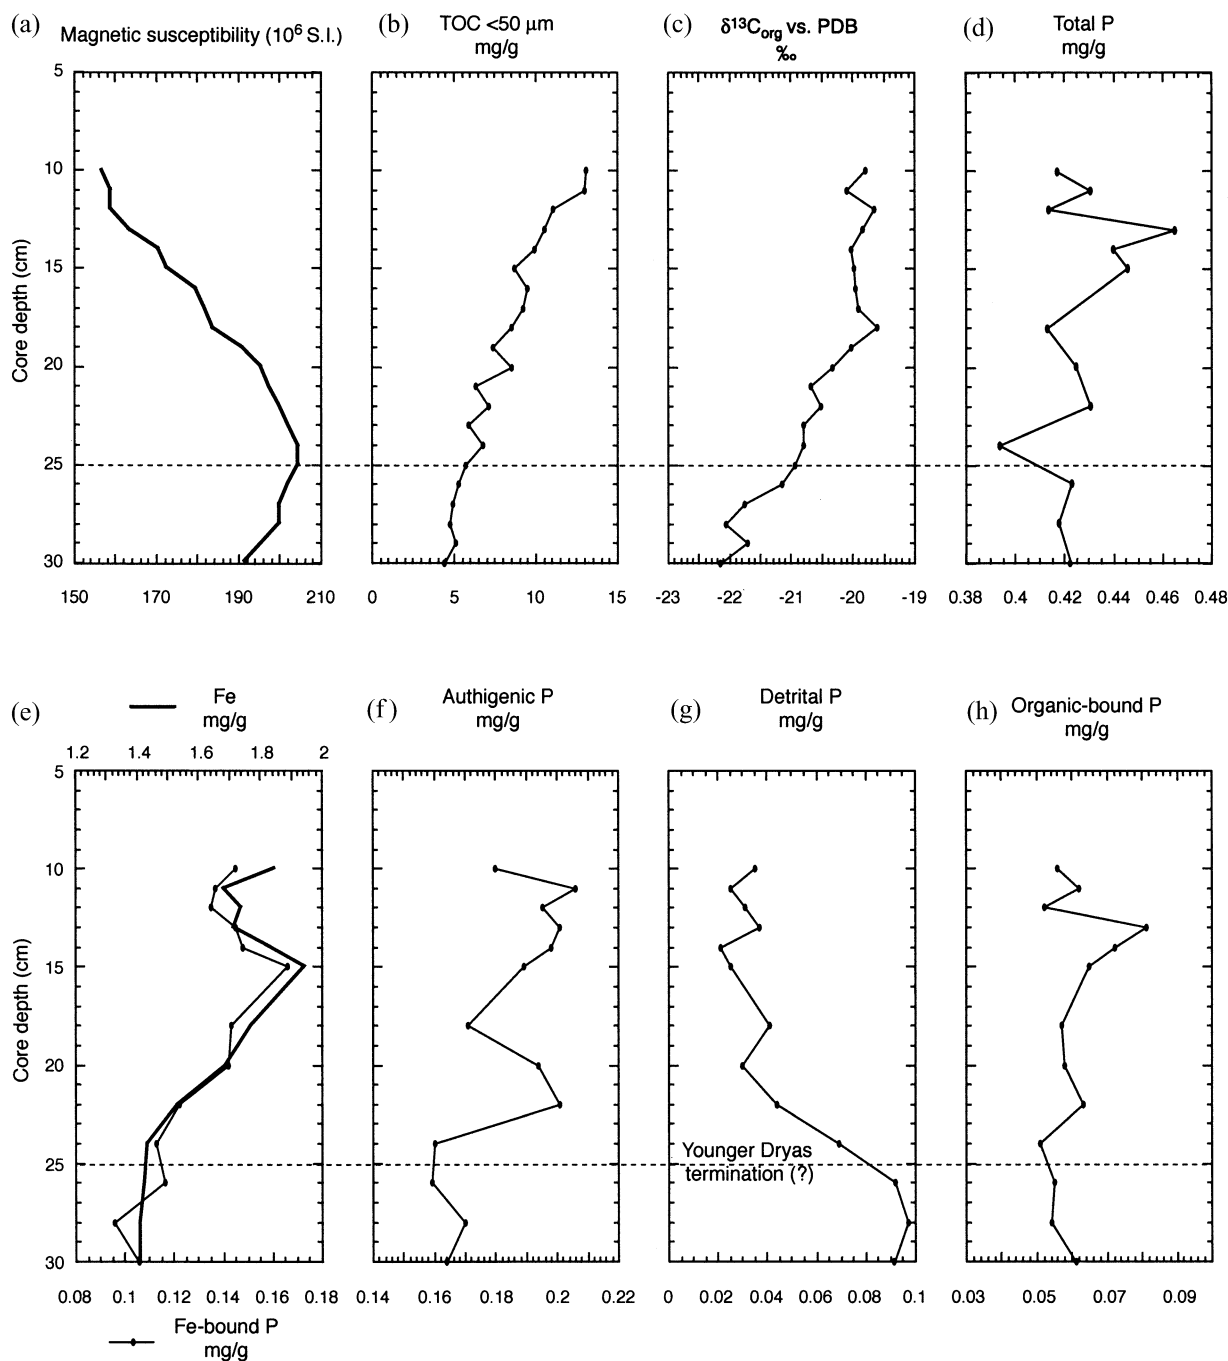 (a) Magnetic susceptibility (10⁶ S.I.)
(b) TOC <50 μm
mg/g
(c) δ¹³Corg vs. PDB
‰
(d) Total P
mg/g
5
10
15
20
25
30
Core depth (cm)
150 170 190 210
0 5 10 15
-23 -22 -21 -20 -19
0.38 0.4 0.42 0.44 0.46 0.48
(e) Fe
mg/g
1.2 1.4 1.6 1.8 2
(f) Authigenic P
mg/g
(g) Detrital P
mg/g
(h) Organic-bound P
mg/g
5
10
15
20
25
30
Core depth (cm)
Younger Dryas
termination (?)
0.08 0.1 0.12 0.14 0.16 0.18
0.14 0.16 0.18 0.2 0.22
0 0.02 0.04 0.06 0.08 0.1
0.03 0.05 0.07 0.09
Fe-bound P
mg/g